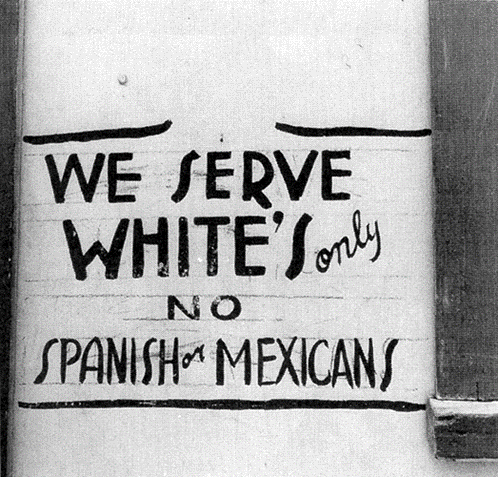 WE SERVE
WHITE'S only
NO
SPANISH or MEXICANS